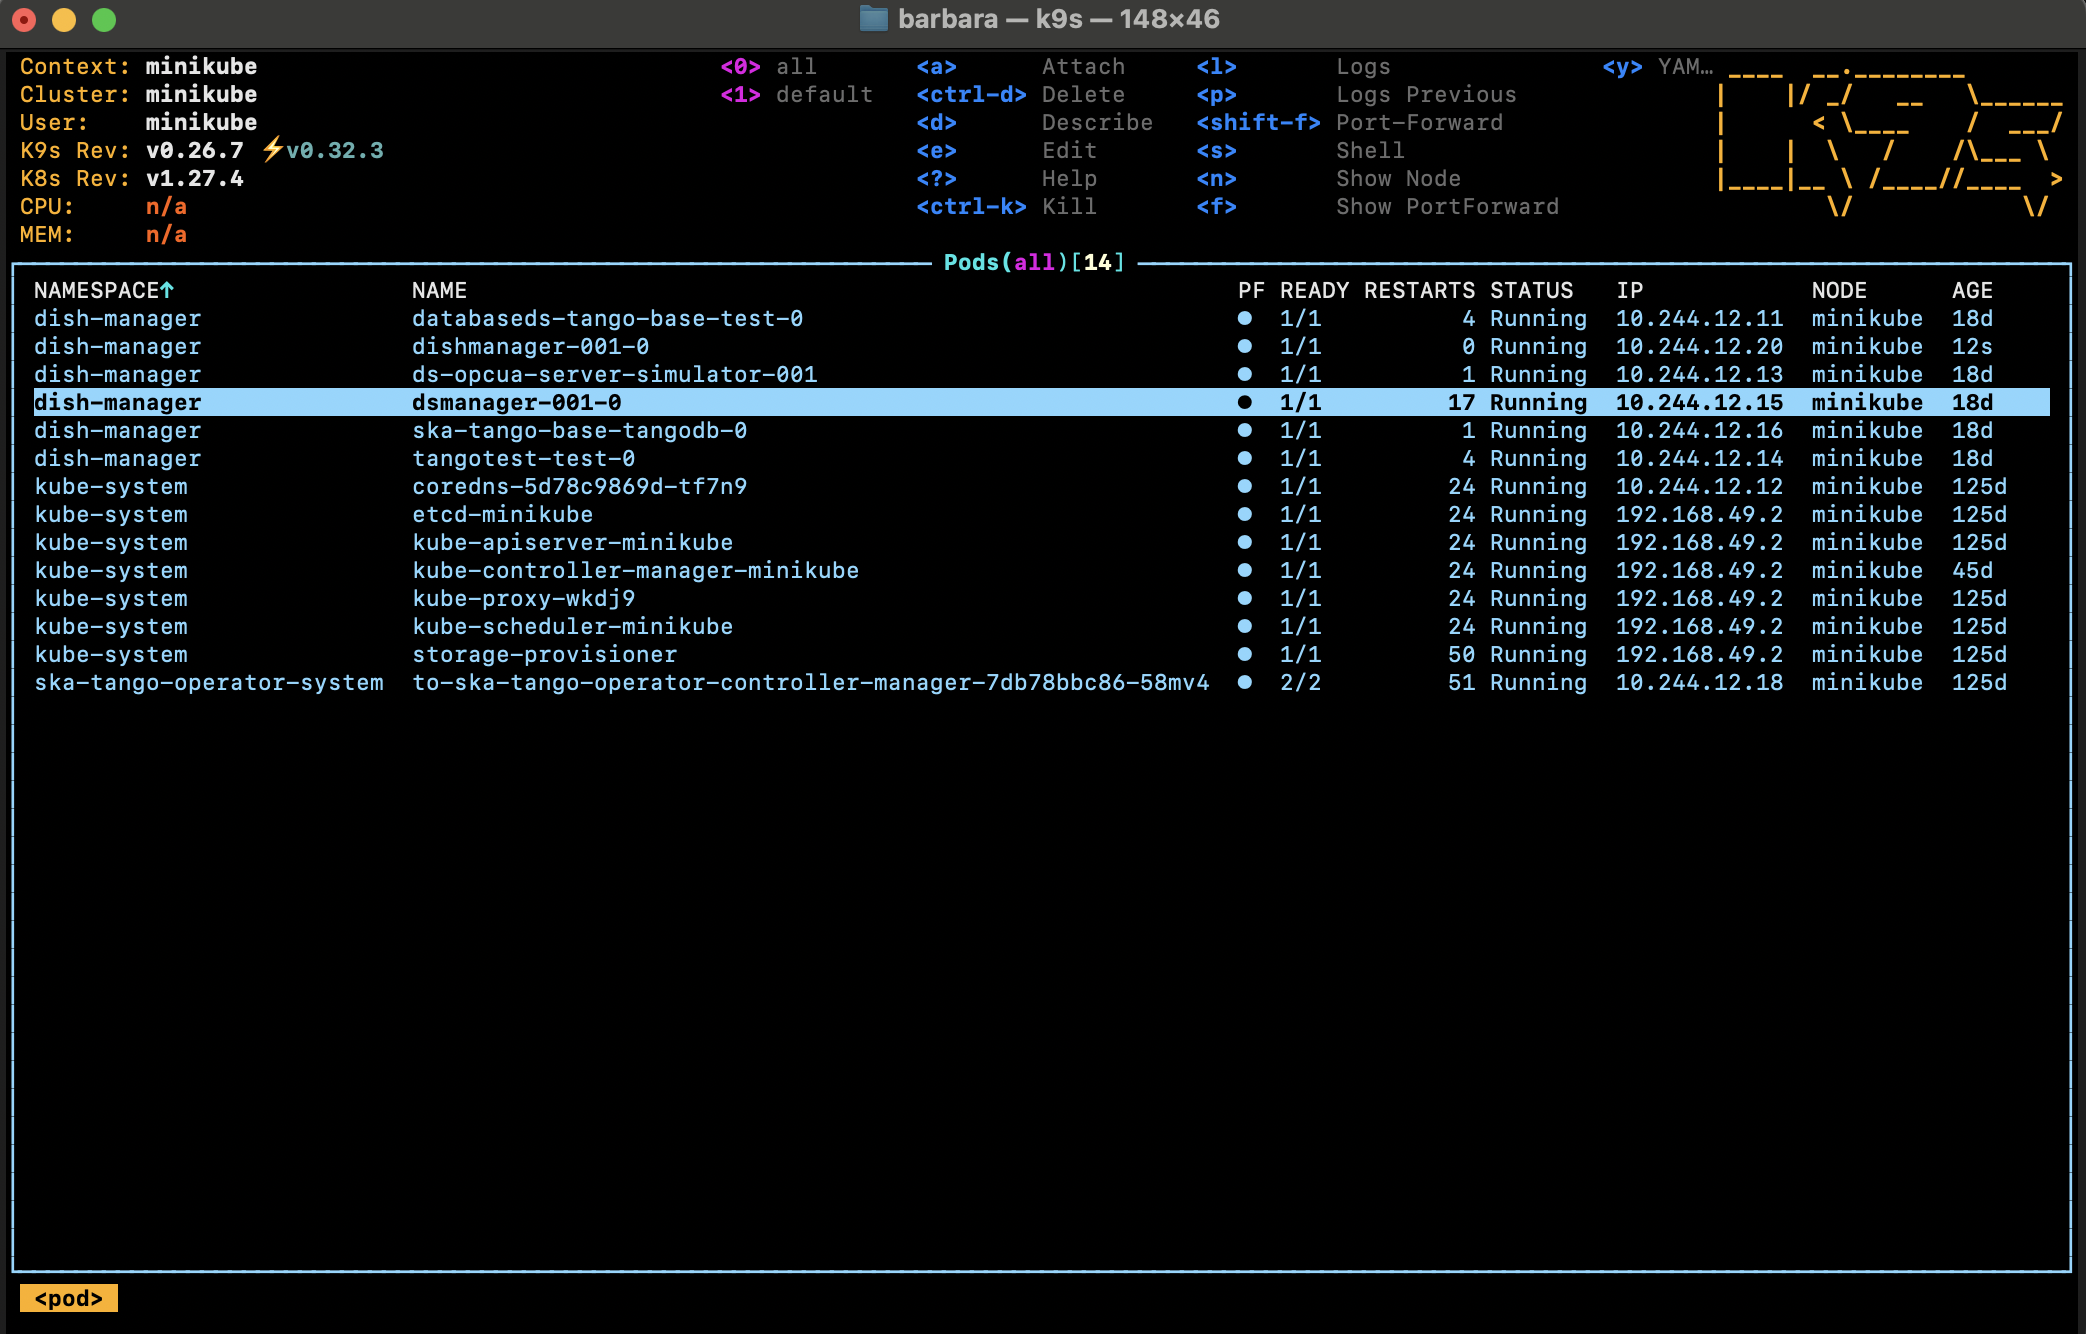 barbara — k9s — 148×46
Context: minikube <0> all <a> Attach <l> Logs <y> YAM…
Cluster: minikube <1> default <ctrl-d> Delete <p> Logs Previous
User: minikube <d> Describe <shift-f> Port-Forward
K9s Rev: v0.26.7 ⚡v0.32.3 <e> Edit <s> Shell
K8s Rev: v1.27.4 <?> Help <n> Show Node
CPU: n/a <ctrl-k> Kill <f> Show PortForward
MEM: n/a
Pods(all)[14]
NAMESPACE↑ NAME PF READY RESTARTS STATUS IP NODE AGE
dish-manager databaseds-tango-base-test-0 ● 1/1 4 Running 10.244.12.11 minikube 18d
dish-manager dishmanager-001-0 ● 1/1 0 Running 10.244.12.20 minikube 12s
dish-manager ds-opcua-server-simulator-001 ● 1/1 1 Running 10.244.12.13 minikube 18d
dish-manager dsmanager-001-0 ● 1/1 17 Running 10.244.12.15 minikube 18d
dish-manager ska-tango-base-tangodb-0 ● 1/1 1 Running 10.244.12.16 minikube 18d
dish-manager tangotest-test-0 ● 1/1 4 Running 10.244.12.14 minikube 18d
kube-system coredns-5d78c9869d-tf7n9 ● 1/1 24 Running 10.244.12.12 minikube 125d
kube-system etcd-minikube ● 1/1 24 Running 192.168.49.2 minikube 125d
kube-system kube-apiserver-minikube ● 1/1 24 Running 192.168.49.2 minikube 125d
kube-system kube-controller-manager-minikube ● 1/1 24 Running 192.168.49.2 minikube 45d
kube-system kube-proxy-wkdj9 ● 1/1 24 Running 192.168.49.2 minikube 125d
kube-system kube-scheduler-minikube ● 1/1 24 Running 192.168.49.2 minikube 125d
kube-system storage-provisioner ● 1/1 50 Running 192.168.49.2 minikube 125d
ska-tango-operator-system to-ska-tango-operator-controller-manager-7db78bbc86-58mv4 ● 2/2 51 Running 10.244.12.18 minikube 125d
<pod>